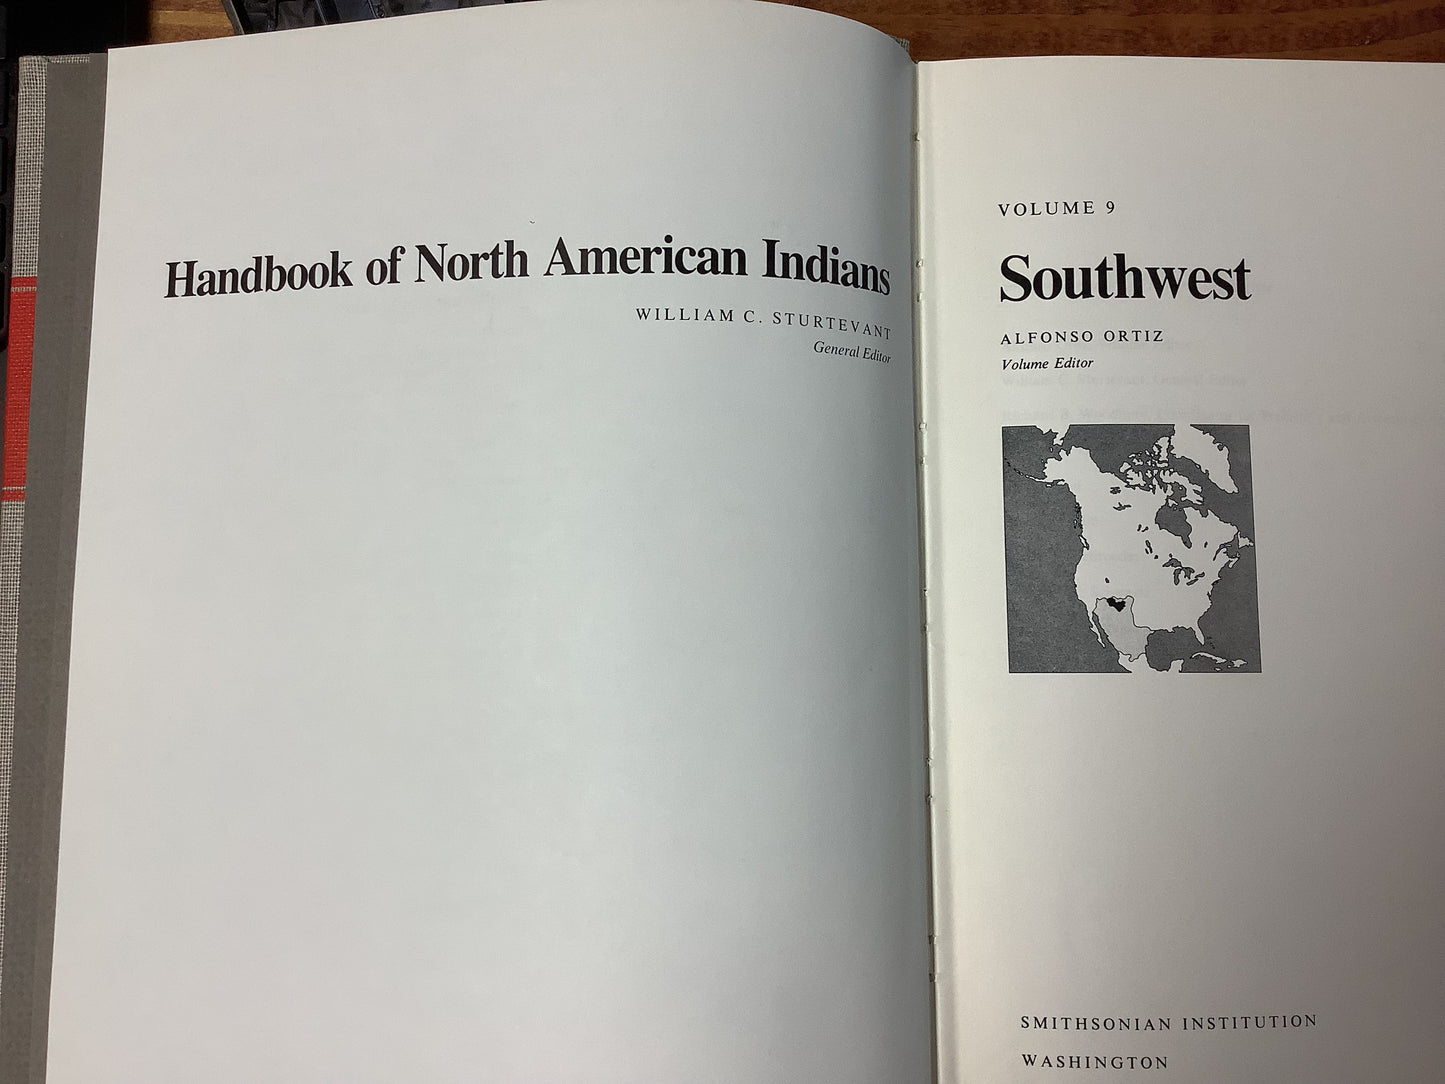 Handbook of North American Indians
WILLIAM C. STURTEVANT
General Editor
VOLUME 9
Southwest
ALFONSO ORTIZ
Volume Editor
SMITHSONIAN INSTITUTION
WASHINGTON